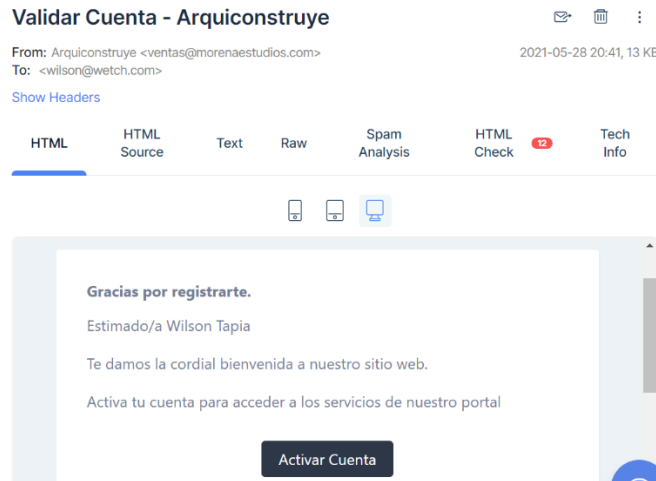 Validar Cuenta - Arquiconstruye
From: Arquiconstruye <ventas@morenaestudios.com>
2021-05-28 20:41, 13 KB
To: <wilson@wetch.com>
Show Headers
HTML
HTML Source
Text
Raw
Spam Analysis
HTML Check
12
Tech Info
Gracias por registrarte.
Estimado/a Wilson Tapia
Te damos la cordial bienvenida a nuestro sitio web.
Activa tu cuenta para acceder a los servicios de nuestro portal
Activar Cuenta